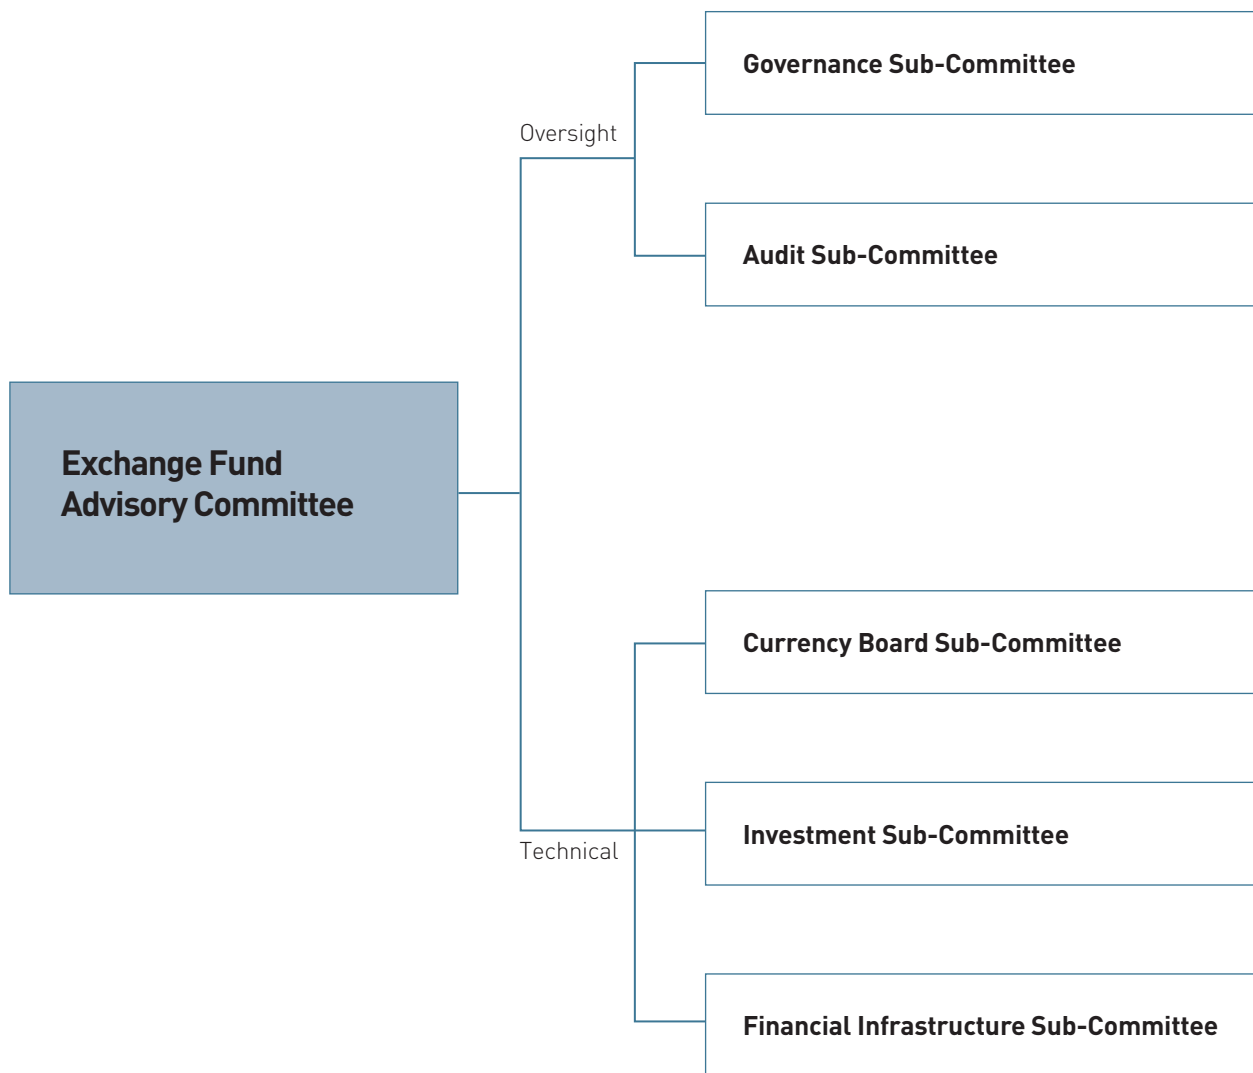 Governance Sub-Committee
Oversight
Audit Sub-Committee
Exchange Fund
Advisory Committee
Currency Board Sub-Committee
Investment Sub-Committee
Technical
Financial Infrastructure Sub-Committee